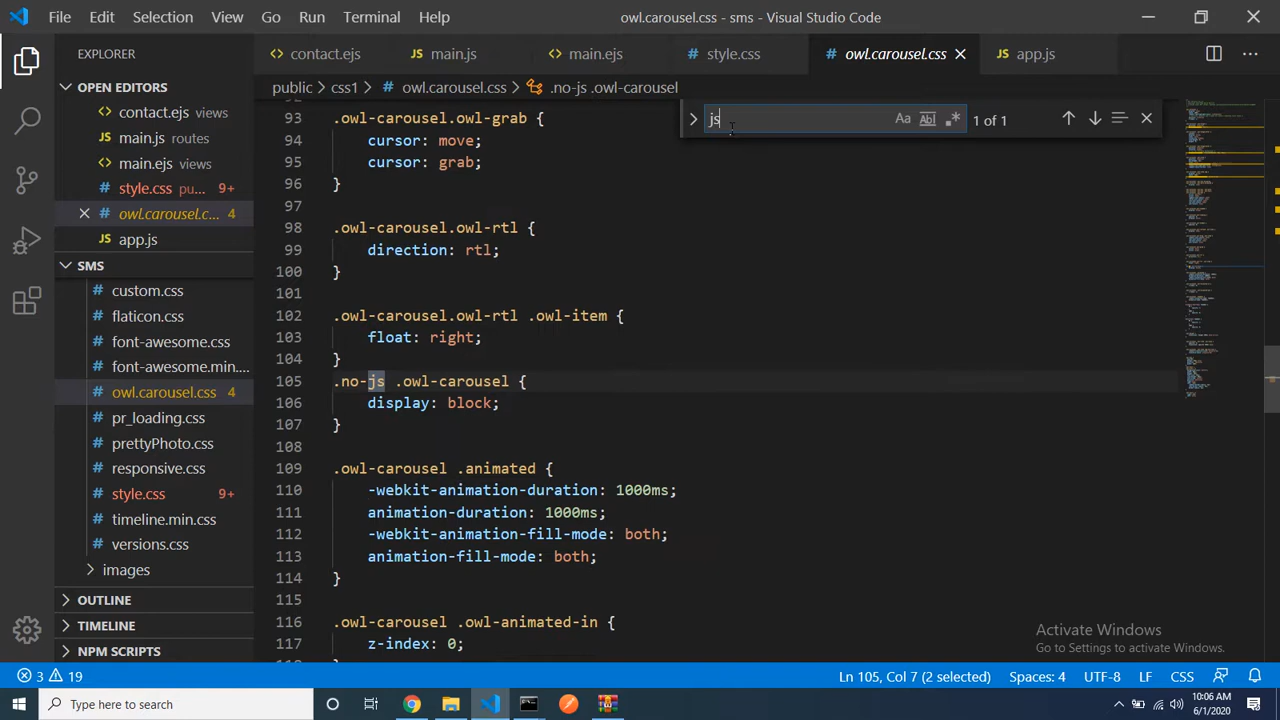 File Edit Selection View Go Run Terminal Help owl.carousel.css - sms - Visual Studio Code
EXPLORER
OPEN EDITORS
contact.ejs views
main.js routes
main.ejs views
style.css pu... 9+
owl.carousel.c... 4
app.js
SMS
custom.css
flaticon.css
font-awesome.css
font-awesome.min....
owl.carousel.css 4
pr_loading.css
prettyPhoto.css
responsive.css
style.css 9+
timeline.min.css
versions.css
images
OUTLINE
TIMELINE
NPM SCRIPTS
contact.ejs main.js main.ejs style.css owl.carousel.css app.js
public > css1 > owl.carousel.css > .no-js .owl-carousel
js Aa Abl 1 of 1
93 .owl-carousel.owl-grab {
94 cursor: move;
95 cursor: grab;
96 }
97
98 .owl-carousel.owl-rtl {
99 direction: rtl;
100 }
101
102 .owl-carousel.owl-rtl .owl-item {
103 float: right;
104 }
105 .no-js .owl-carousel {
106 display: block;
107 }
108
109 .owl-carousel .animated {
110 -webkit-animation-duration: 1000ms;
111 animation-duration: 1000ms;
112 -webkit-animation-fill-mode: both;
113 animation-fill-mode: both;
114 }
115
116 .owl-carousel .owl-animated-in {
117 z-index: 0;
Activate Windows
Go to Settings to activate Windows.
3 19 Ln 105, Col 7 (2 selected) Spaces: 4 UTF-8 LF CSS
Type here to search
10:06 AM
6/1/2020